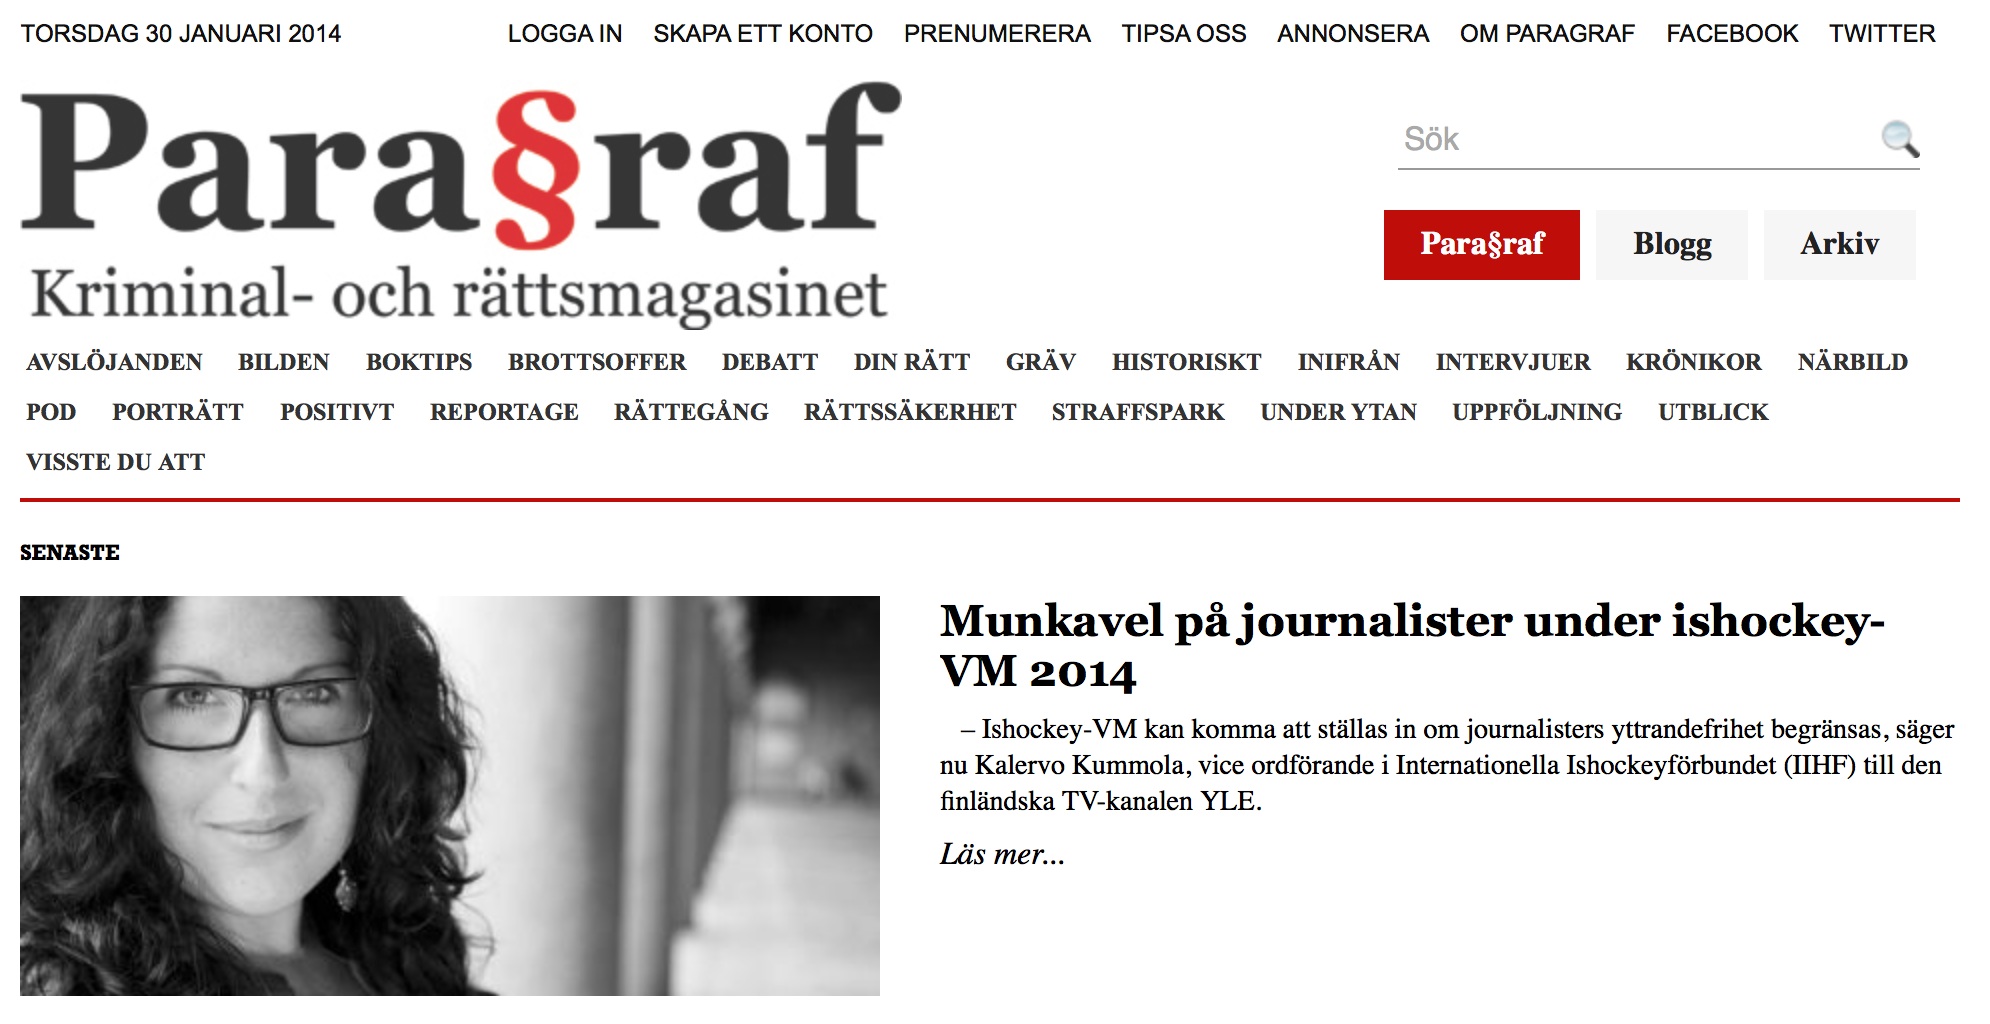 TORSDAG 30 JANUARI 2014 LOGGA IN SKAPA ETT KONTO PRENUMERERA TIPSA OSS ANNONSERA OM PARAGRAF FACEBOOK TWITTER
Para§raf
Kriminal- och rättsmagasinet
Sök
Para§raf Blogg Arkiv
AVSLÖJANDEN BILDEN BOKTIPS BROTTSOFFER DEBATT DIN RÄTT GRÄV HISTORISKT INIFRÅN INTERVJUER KRÖNIKOR NÄRBILD
POD PORTRÄTT POSITIVT REPORTAGE RÄTTEGÅNG RÄTTSSÄKERHET STRAFFSPARK UNDER YTAN UPPFÖLJNING UTBLICK
VISSTE DU ATT
SENASTE
Munkavel på journalister under ishockey-
VM 2014
– Ishockey-VM kan komma att ställas in om journalisters yttrandefrihet begränsas, säger
nu Kalervo Kummola, vice ordförande i Internationella Ishockeyförbundet (IIHF) till den
finländska TV-kanalen YLE.
Läs mer...